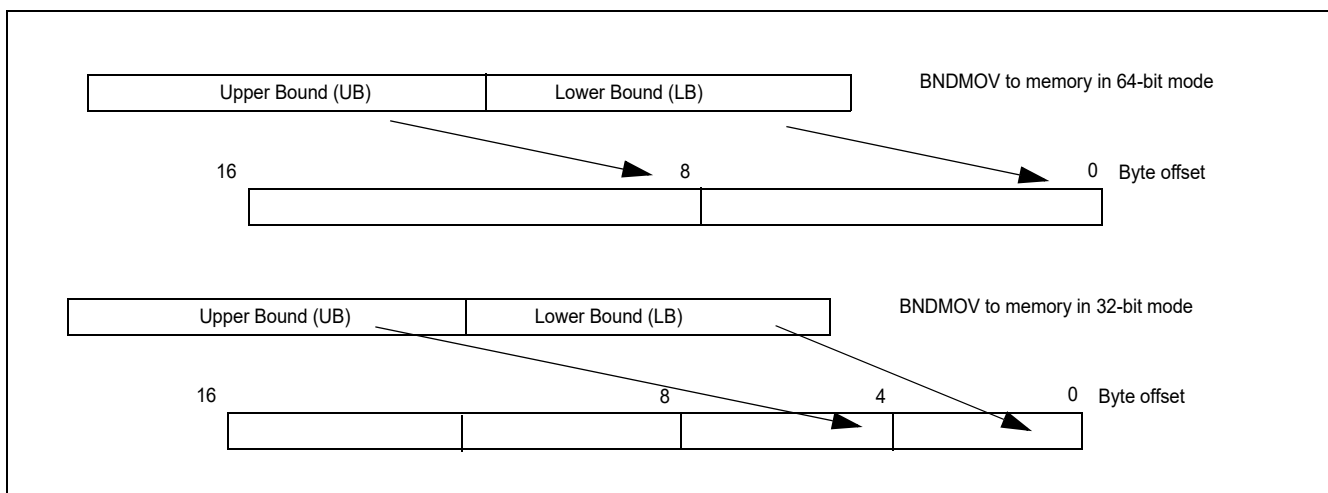 Upper Bound (UB) Lower Bound (LB) BNDMOV to memory in 64-bit mode
16 8 0 Byte offset
Upper Bound (UB) Lower Bound (LB) BNDMOV to memory in 32-bit mode
16 8 4 0 Byte offset